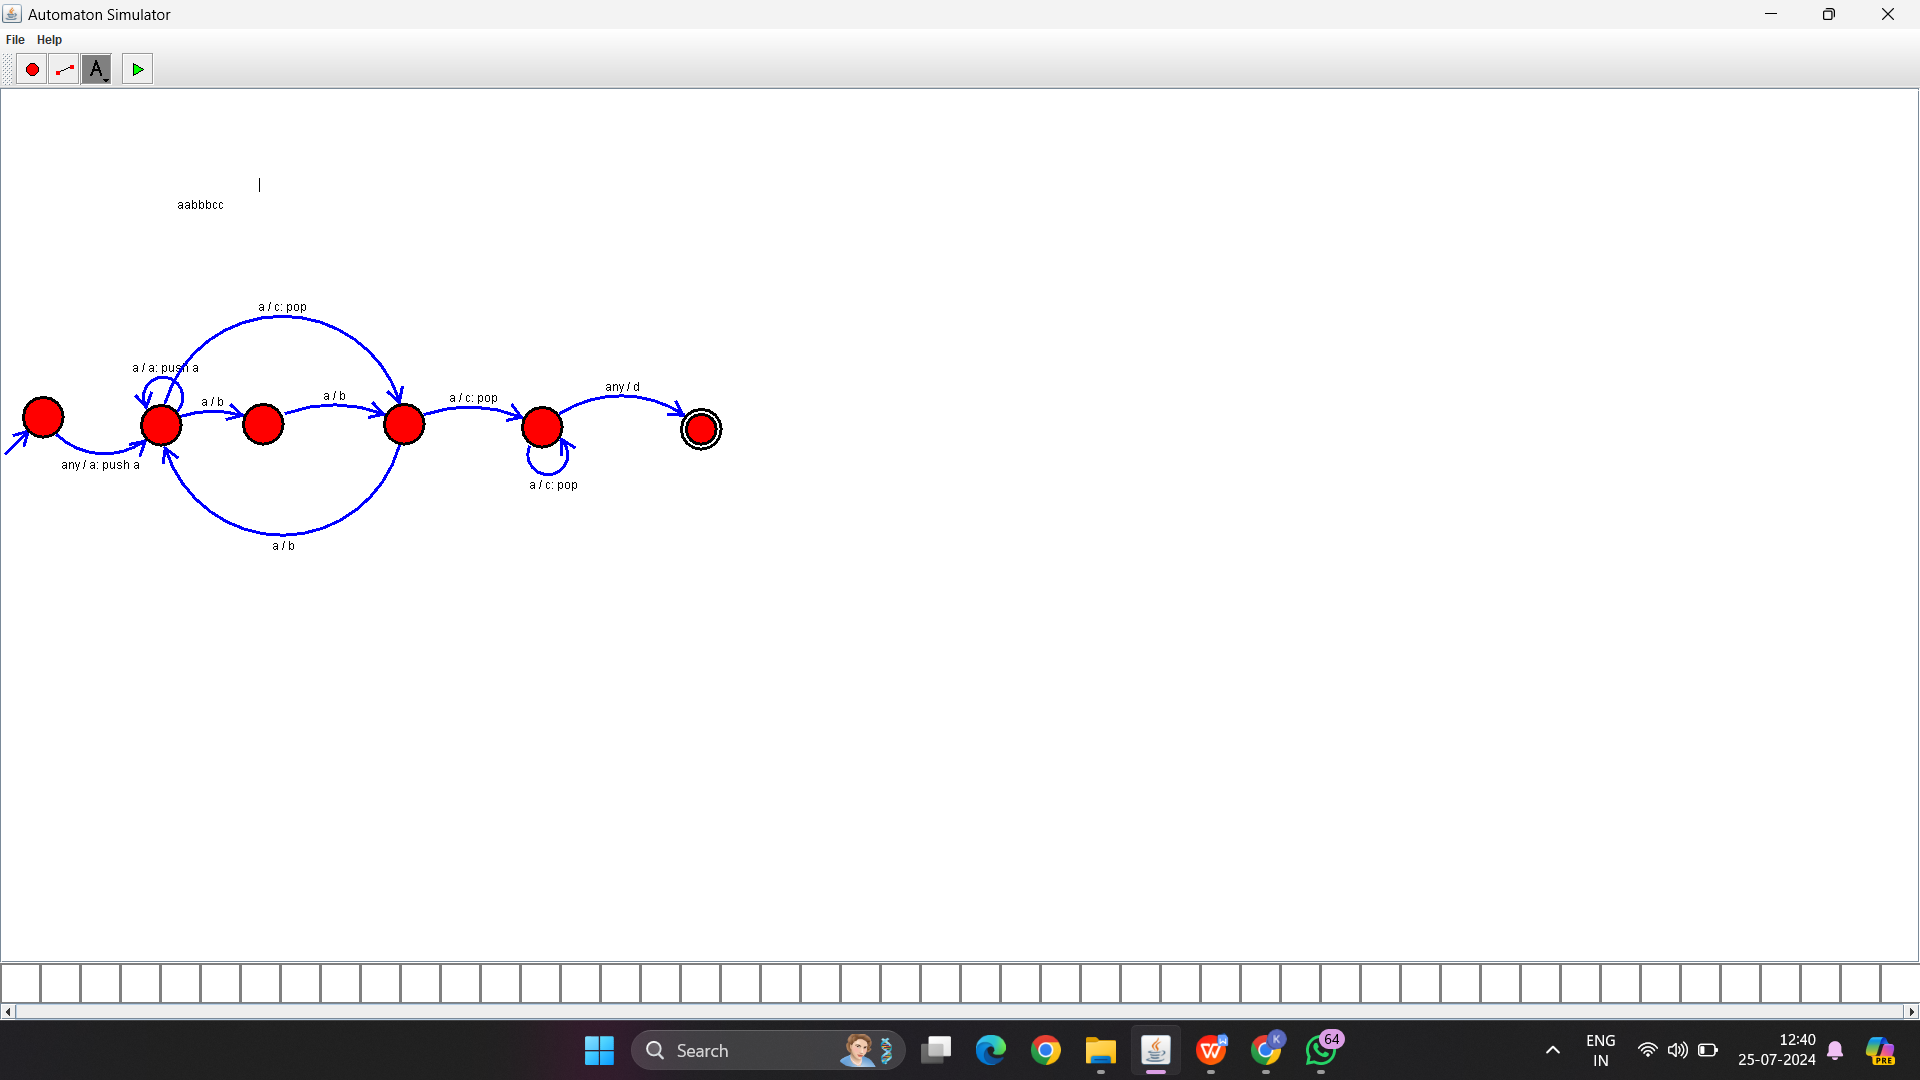 Automaton Simulator
File Help
A
aabbbcc
a / c: pop
a / a: push a
a / b
a / b
a / c: pop
any / d
any / a: push a
a / c: pop
a / b
Search
64
K
W
ENG
IN
12:40
25-07-2024
PRE